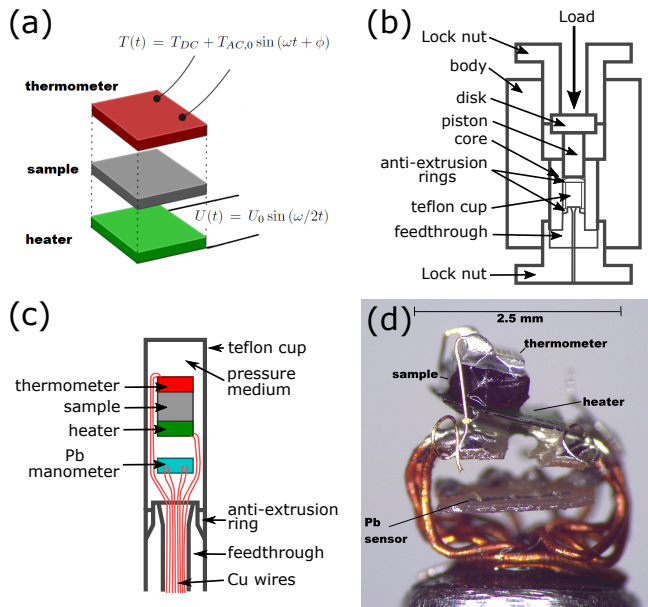 (a)
T(t) = T_DC + T_AC,0 sin (ωt + ϕ)
thermometer
sample
U(t) = U_0 sin (ω/2t)
heater
(b)
Load
Lock nut
body
disk
piston
core
anti-extrusion
rings
teflon cup
feedthrough
Lock nut
(c)
teflon cup
pressure
medium
thermometer
sample
heater
Pb
manometer
anti-extrusion
ring
feedthrough
Cu wires
(d)
2.5 mm
thermometer
sample
heater
Pb
sensor